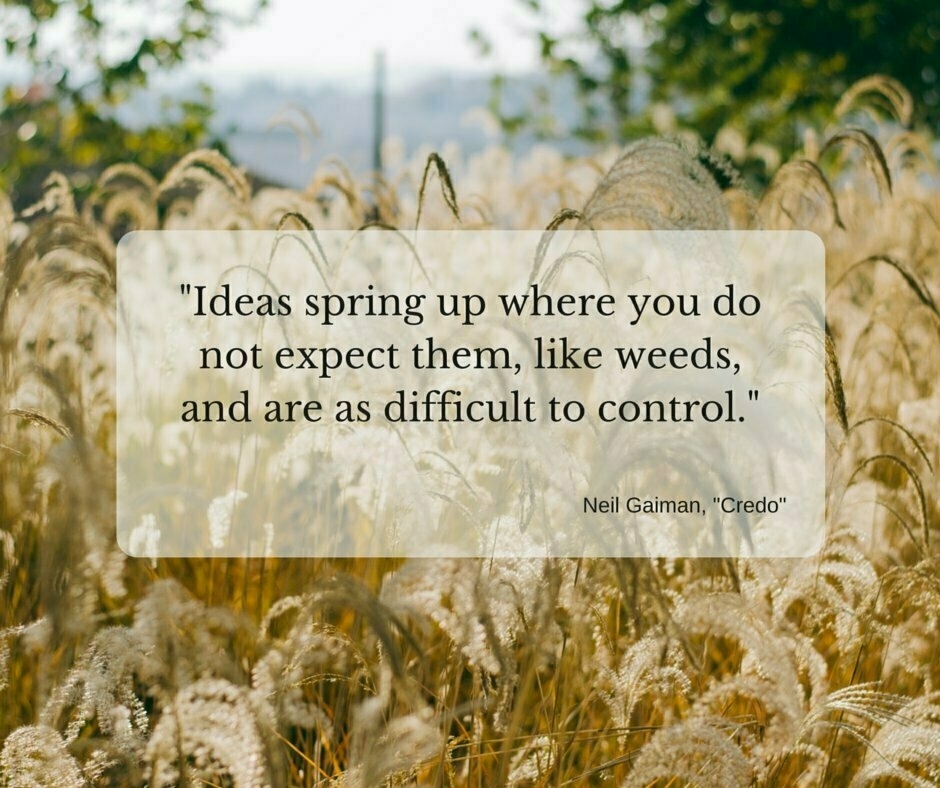 "Ideas spring up where you do
not expect them, like weeds,
and are as difficult to control."
Neil Gaiman, "Credo"